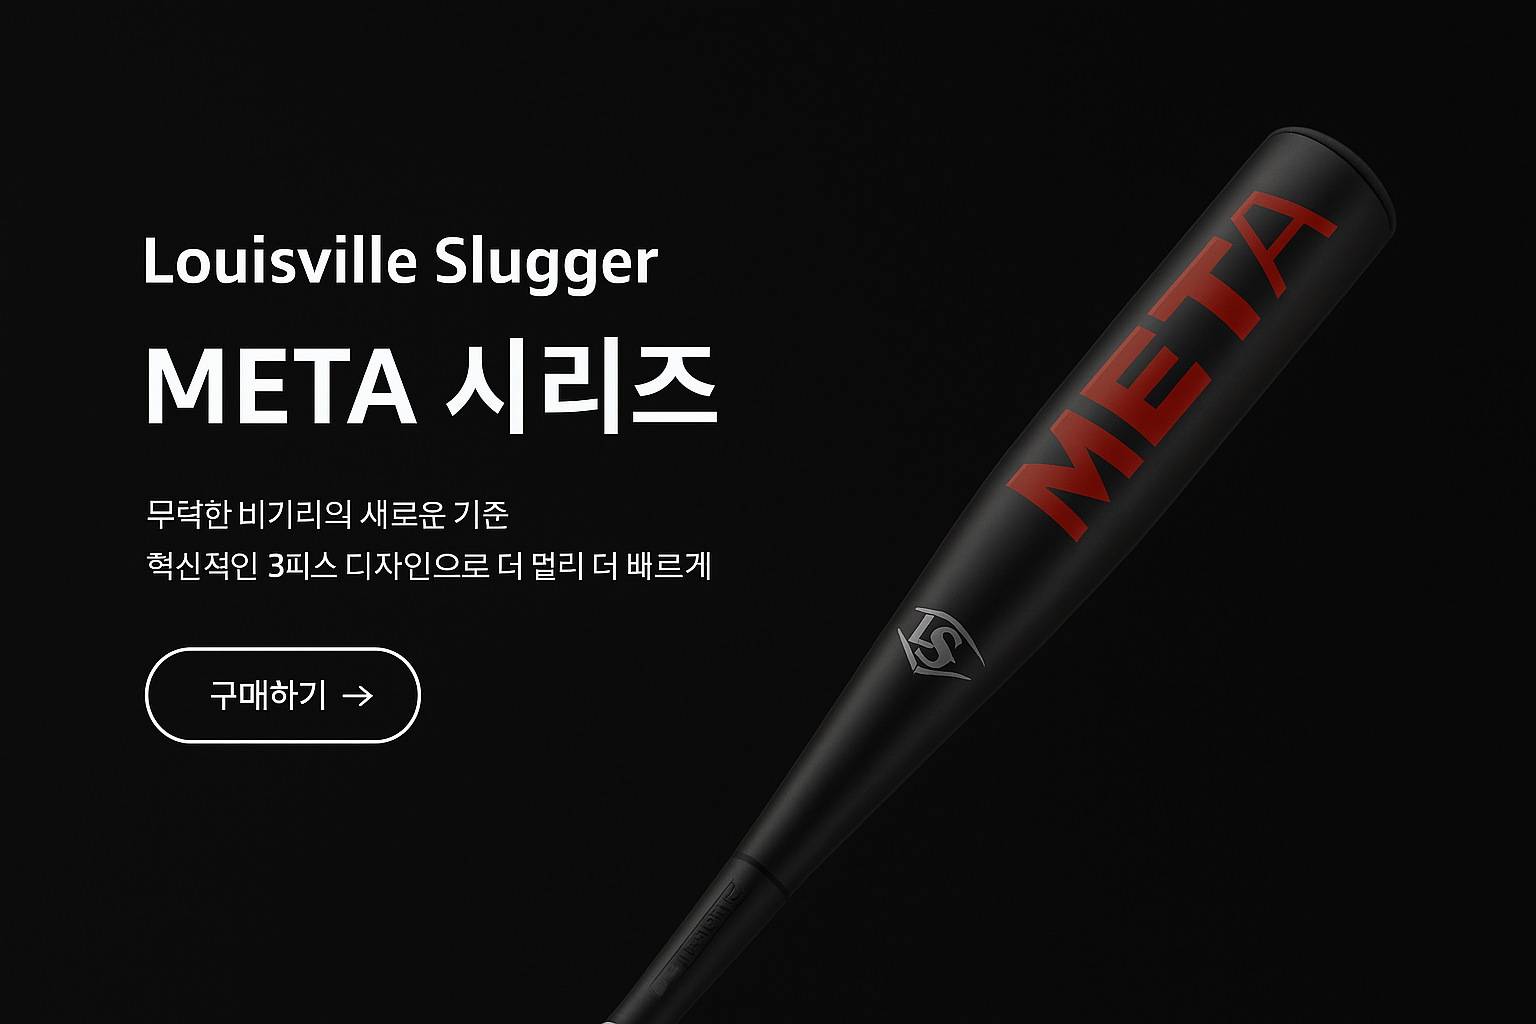 Louisville Slugger
META 시리즈
무력한 비기리의 새로운 기준
혁신적인 3피스 디자인으로 더 멀리 더 배르게
구매하기 →
META
LS